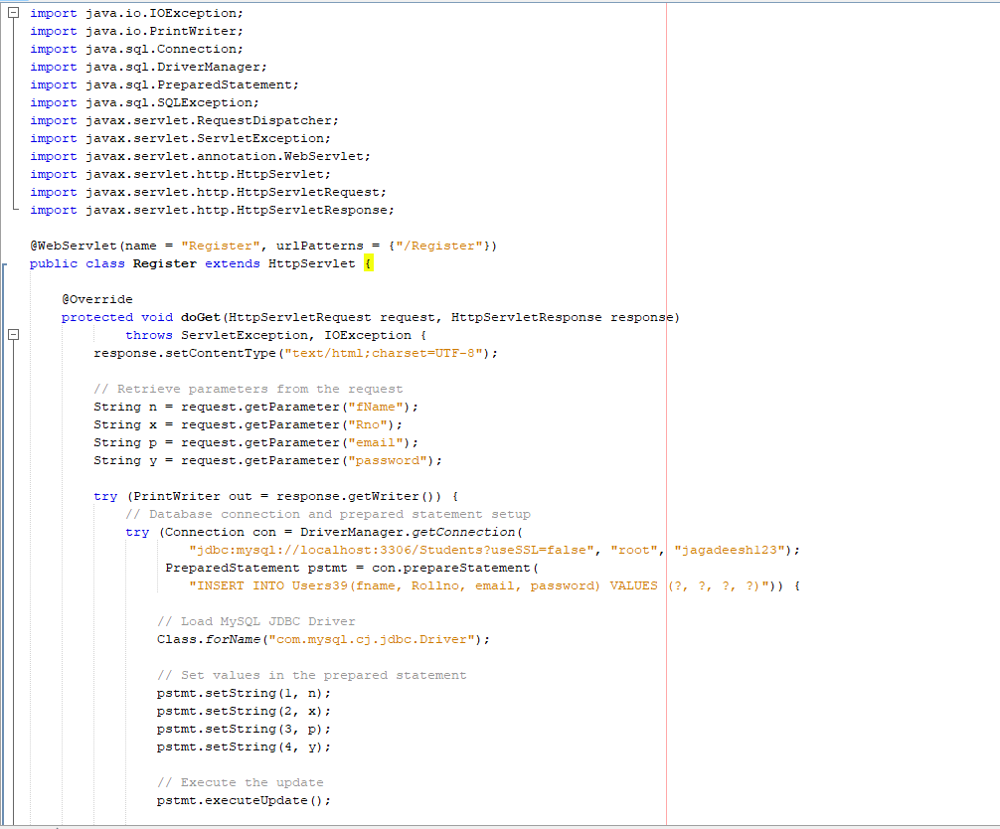 import java.io.IOException;
import java.io.PrintWriter;
import java.sql.Connection;
import java.sql.DriverManager;
import java.sql.PreparedStatement;
import java.sql.SQLException;
import javax.servlet.RequestDispatcher;
import javax.servlet.ServletException;
import javax.servlet.annotation.WebServlet;
import javax.servlet.http.HttpServlet;
import javax.servlet.http.HttpServletRequest;
import javax.servlet.http.HttpServletResponse;

@WebServlet(name = "Register", urlPatterns = {"/Register"})
public class Register extends HttpServlet {

    @Override
    protected void doGet(HttpServletRequest request, HttpServletResponse response)
            throws ServletException, IOException {
        response.setContentType("text/html;charset=UTF-8");

        // Retrieve parameters from the request
        String n = request.getParameter("fName");
        String x = request.getParameter("Rno");
        String p = request.getParameter("email");
        String y = request.getParameter("password");

        try (PrintWriter out = response.getWriter()) {
            // Database connection and prepared statement setup
            try (Connection con = DriverManager.getConnection(
                    "jdbc:mysql://localhost:3306/Students?useSSL=false", "root", "jagadeesh123");
                 PreparedStatement pstmt = con.prepareStatement(
                    "INSERT INTO Users39(fname, Rollno, email, password) VALUES (?, ?, ?, ?)")) {

                // Load MySQL JDBC Driver
                Class.forName("com.mysql.cj.jdbc.Driver");

                // Set values in the prepared statement
                pstmt.setString(1, n);
                pstmt.setString(2, x);
                pstmt.setString(3, p);
                pstmt.setString(4, y);

                // Execute the update
                pstmt.executeUpdate();